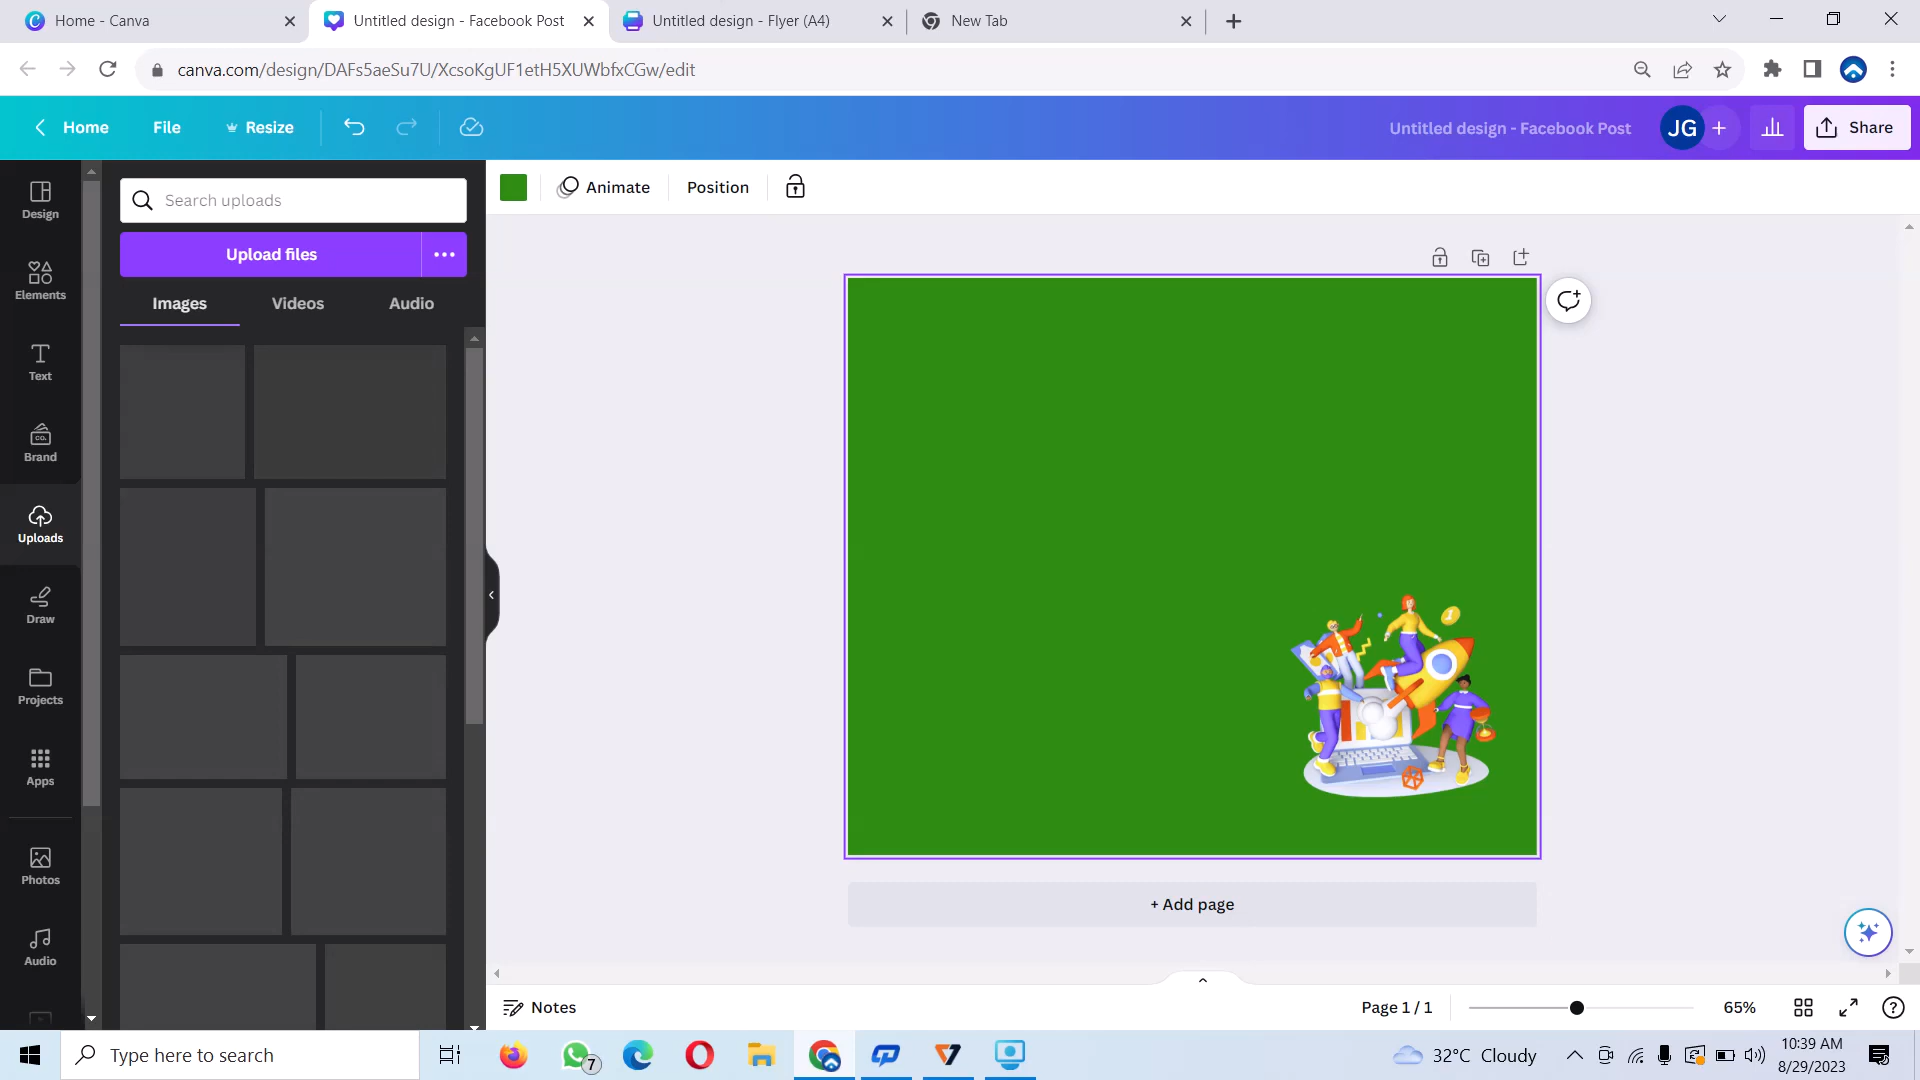 Home - Canva
Untitled design - Facebook Post
Untitled design - Flyer (A4)
New Tab
canva.com/design/DAFs5aeSu7U/XcsoKgUF1etH5XUWbfxCGw/edit
Home
File
Resize
Untitled design - Facebook Post
JG
+
Share
Design
Elements
Text
Brand
CO.
Uploads
Draw
Projects
Apps
Photos
Audio
Search uploads
Upload files
Images
Videos
Audio
Animate
Position
1
+ Add page
Notes
Page 1 / 1
65%
Type here to search
7
32°C Cloudy
10:39 AM
8/29/2023